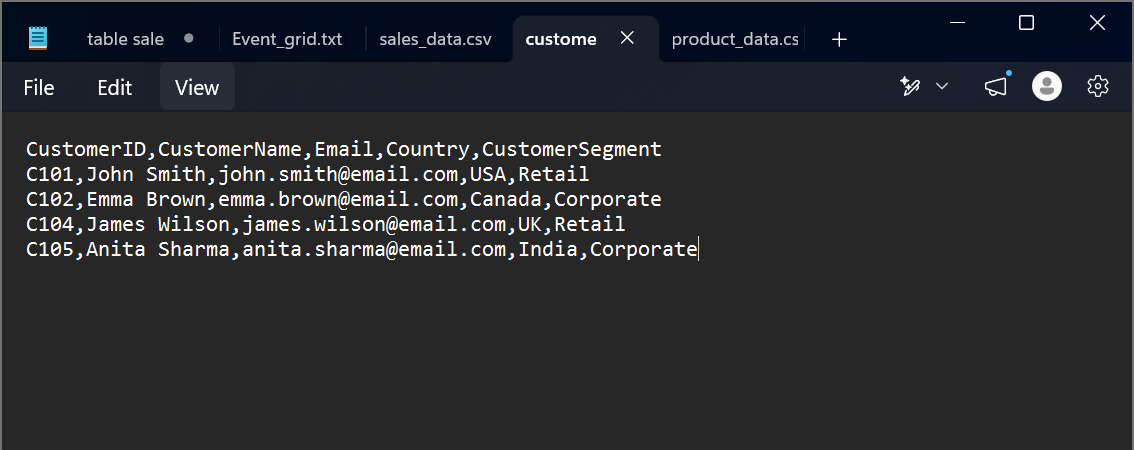 table sale
Event_grid.txt
sales_data.csv
custome
product_data.cs
File
Edit
View
CustomerID,CustomerName,Email,Country,CustomerSegment
C101,John Smith,john.smith@email.com,USA,Retail
C102,Emma Brown,emma.brown@email.com,Canada,Corporate
C104,James Wilson,james.wilson@email.com,UK,Retail
C105,Anita Sharma,anita.sharma@email.com,India,Corporate